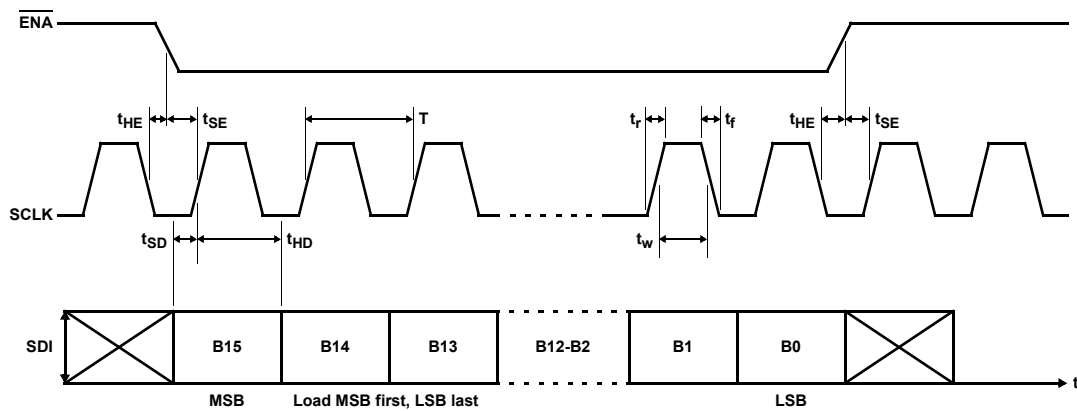 ENA
tHE tSE T tr tf tHE tSE
SCLK
tSD tHD tw
SDI B15 B14 B13 B12-B2 B1 B0 t
MSB Load MSB first, LSB last LSB